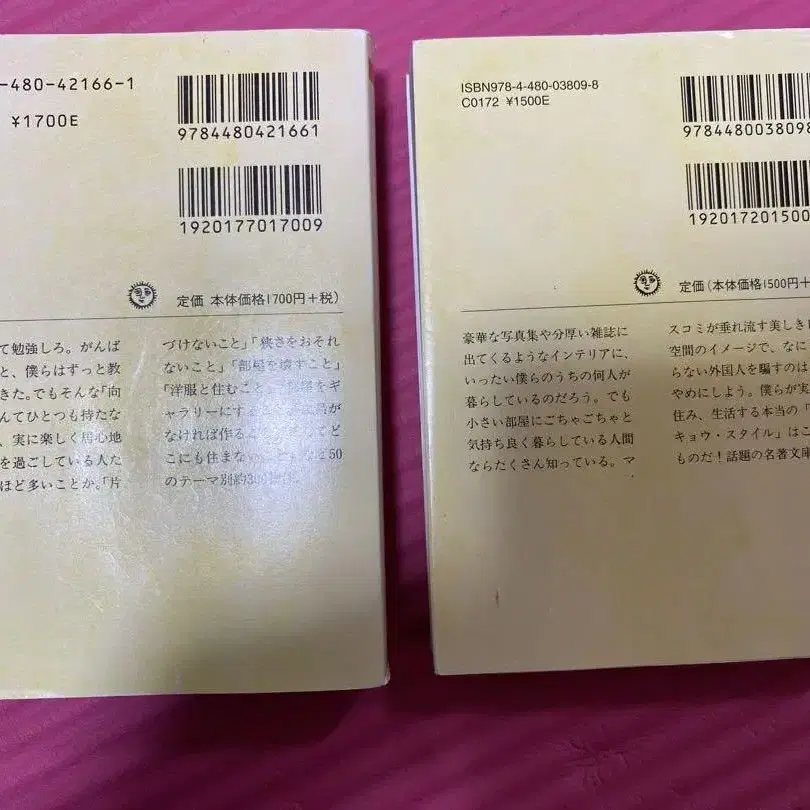 -480-42166-1
¥1700E
9784480421661
1920177017009
定価 本体価格1700円+税)
て勉強しろ。がんば
と、僕らはずっと教
きた。でもそんな「向
んてひとつも持たな
、実に楽しく居心地
を過ごしている人た
ほど多いことか。「片
づけないこと」「狭さをおそれ
ないこと」「部屋を壊すこと」
「洋服と住むこと
をギ
ャラリーにす
が
なければ作る
てど
こにも住まない
50
のテーマ別約300
ISBN978-4-480-03809-8
C0172 ¥1500E
978448003809
192017201500
定価(本体価格1500円+
豪華な写真集や分厚い雑誌に
出てくるようなインテリアに、
いったい僕らのうちの何人が
暮らしているのだろう。でも
小さい部屋にごちゃごちゃと
気持ち良く暮らしている人間
ならたくさん知っている。マ
スコミが垂れ流す美しき
空間のイメージで、なに
らない外国人を騙すのは
やめにしよう。僕らが実
住み、生活する本当の「
キョウ・スタイル」はこ
ものだ!話題の名著文庫